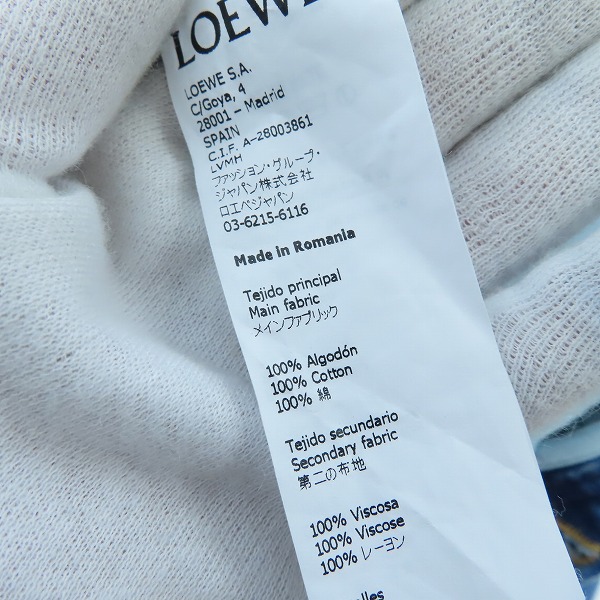 LOEWE
LOEWE S.A.
C/Goya, 4
28001 – Madrid
SPAIN
C.I.F. A-28003861
LVMH
ファッション・グループ・
ジャパン株式会社
ロエベジャパン
03-6215-6116
Made in Romania
Tejido principal
Main fabric
メインファブリック
100% Algodón
100% Cotton
100% 綿
Tejido secundario
Secondary fabric
第二の布地
100% Viscosa
100% Viscose
100% レーヨン